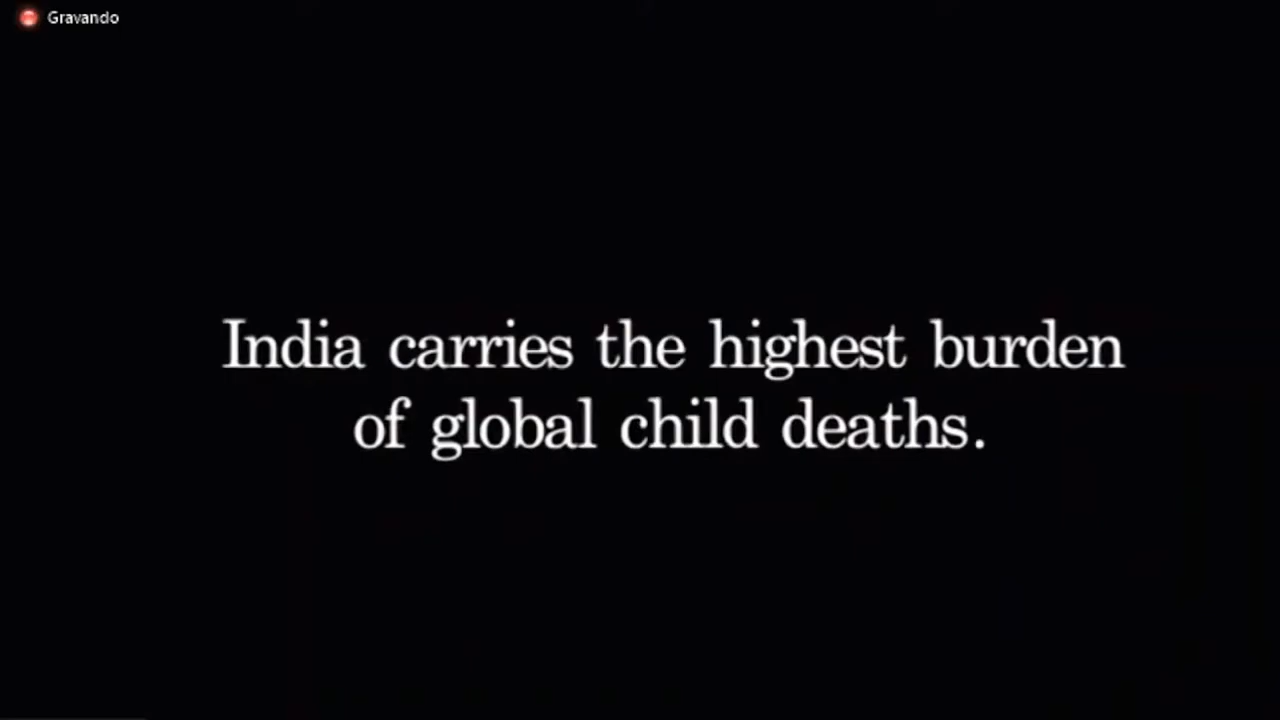 Gravando
India carries the highest burden
of global child deaths.